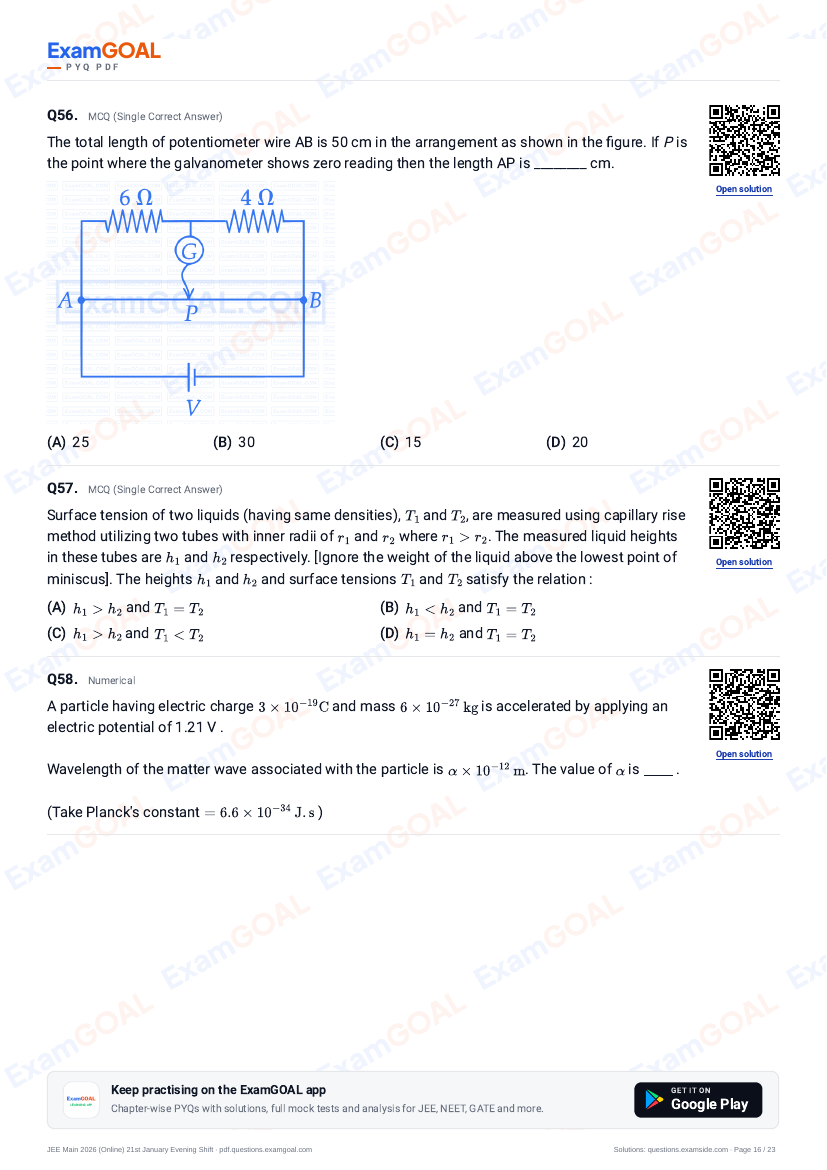 ExamGOAL
PYQ PDF
Q56. MCQ (Single Correct Answer)
The total length of potentiometer wire AB is 50 cm in the arrangement as shown in the figure. If P is
the point where the galvanometer shows zero reading then the length AP is ________ cm.
Open solution
6 Ω 4 Ω
G
A B
P
V
ExamGOAL.COM
(A) 25 (B) 30 (C) 15 (D) 20
Q57. MCQ (Single Correct Answer)
Surface tension of two liquids (having same densities), T₁ and T₂, are measured using capillary rise
method utilizing two tubes with inner radii of r₁ and r₂ where r₁ > r₂. The measured liquid heights
in these tubes are h₁ and h₂ respectively. [Ignore the weight of the liquid above the lowest point of
miniscus]. The heights h₁ and h₂ and surface tensions T₁ and T₂ satisfy the relation :
Open solution
(A) h₁ > h₂ and T₁ = T₂ (B) h₁ < h₂ and T₁ = T₂
(C) h₁ > h₂ and T₁ < T₂ (D) h₁ = h₂ and T₁ = T₂
Q58. Numerical
A particle having electric charge 3 × 10⁻¹⁹C and mass 6 × 10⁻²⁷ kg is accelerated by applying an
electric potential of 1.21 V .
Open solution
Wavelength of the matter wave associated with the particle is α × 10⁻¹² m. The value of α is ____ .
(Take Planck's constant = 6.6 × 10⁻³⁴ J. s )
ExamGOAL
Keep practising on the ExamGOAL app
Chapter-wise PYQs with solutions, full mock tests and analysis for JEE, NEET, GATE and more.
GET IT ON
Google Play
JEE Main 2026 (Online) 21st January Evening Shift · pdf.questions.examgoal.com Solutions: questions.examside.com · Page 16 / 23